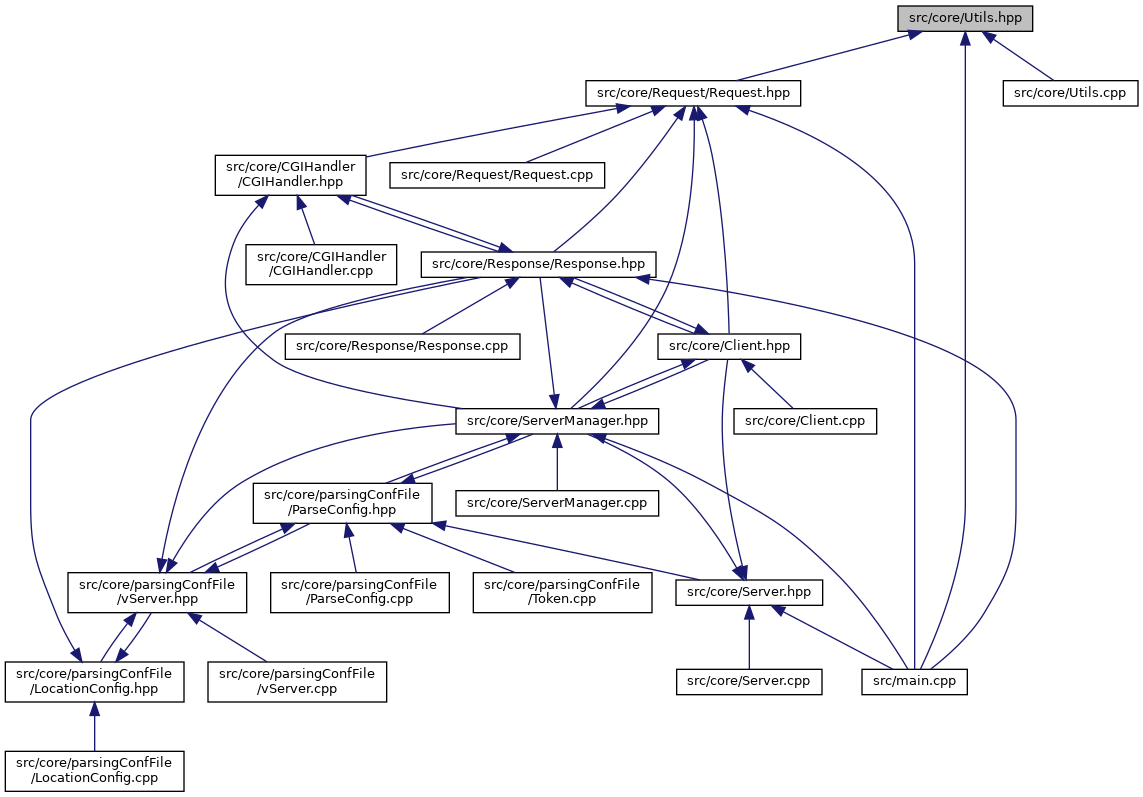 src/core/Utils.hpp
src/core/Request/Request.hpp
src/core/Utils.cpp
src/core/CGIHandler
/CGIHandler.hpp
src/core/Request/Request.cpp
src/core/CGIHandler
/CGIHandler.cpp
src/core/Response/Response.hpp
src/core/Response/Response.cpp
src/core/Client.hpp
src/core/ServerManager.hpp
src/core/Client.cpp
src/core/parsingConfFile
/ParseConfig.hpp
src/core/ServerManager.cpp
src/core/parsingConfFile
/vServer.hpp
src/core/parsingConfFile
/ParseConfig.cpp
src/core/parsingConfFile
/Token.cpp
src/core/Server.hpp
src/core/parsingConfFile
/LocationConfig.hpp
src/core/parsingConfFile
/vServer.cpp
src/core/Server.cpp
src/main.cpp
src/core/parsingConfFile
/LocationConfig.cpp